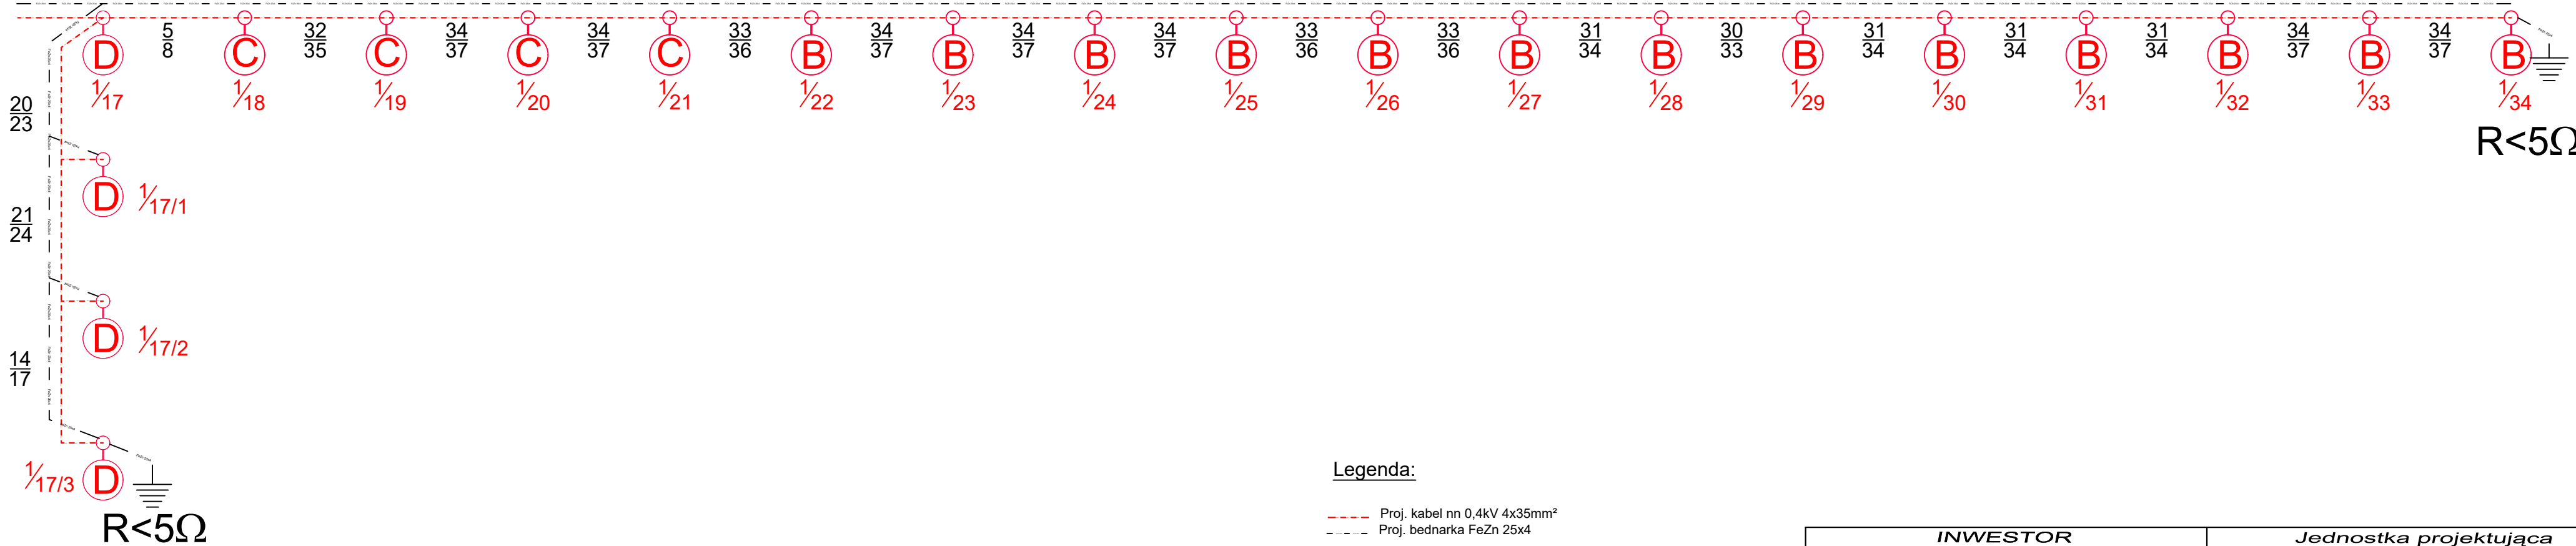 5 32 34 34 33 34 34 34 33 33 31 30 31 31 31 34 34
8 35 37 37 36 37 37 37 36 36 34 33 34 34 34 37 37
D C C C C B B B B B B B B B B B B B
1/17 1/18 1/19 1/20 1/21 1/22 1/23 1/24 1/25 1/26 1/27 1/28 1/29 1/30 1/31 1/32 1/33 1/34
R<5Ω
20
23
D 1/17/1
21
24
D 1/17/2
14
17
1/17/3 D
R<5Ω
Legenda:
Proj. kabel nn 0,4kV 4x35mm²
Proj. bednarka FeZn 25x4
INWESTOR
Jednostka projektująca